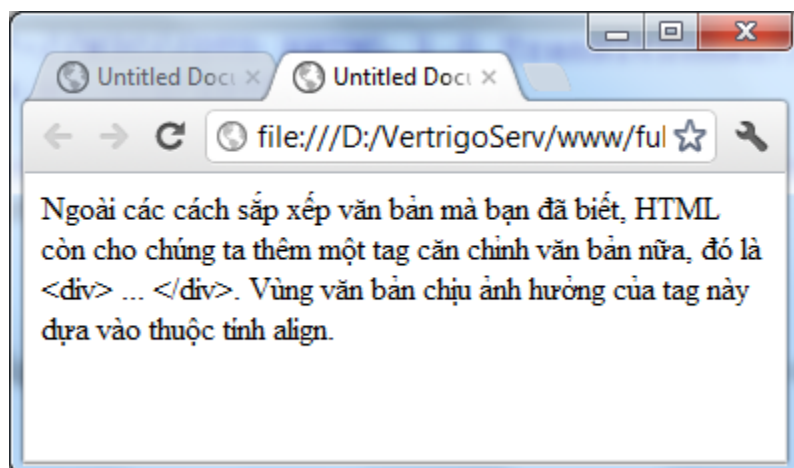 Untitled Docu
Untitled Docu
file:///D:/VertrigoServ/www/ful
Ngoài các cách sắp xếp văn bản mà bạn đã biết, HTML
còn cho chúng ta thêm một tag căn chỉnh văn bản nữa, đó là
<div> ... </div>. Vùng văn bản chịu ảnh hưởng của tag này
dựa vào thuộc tính align.